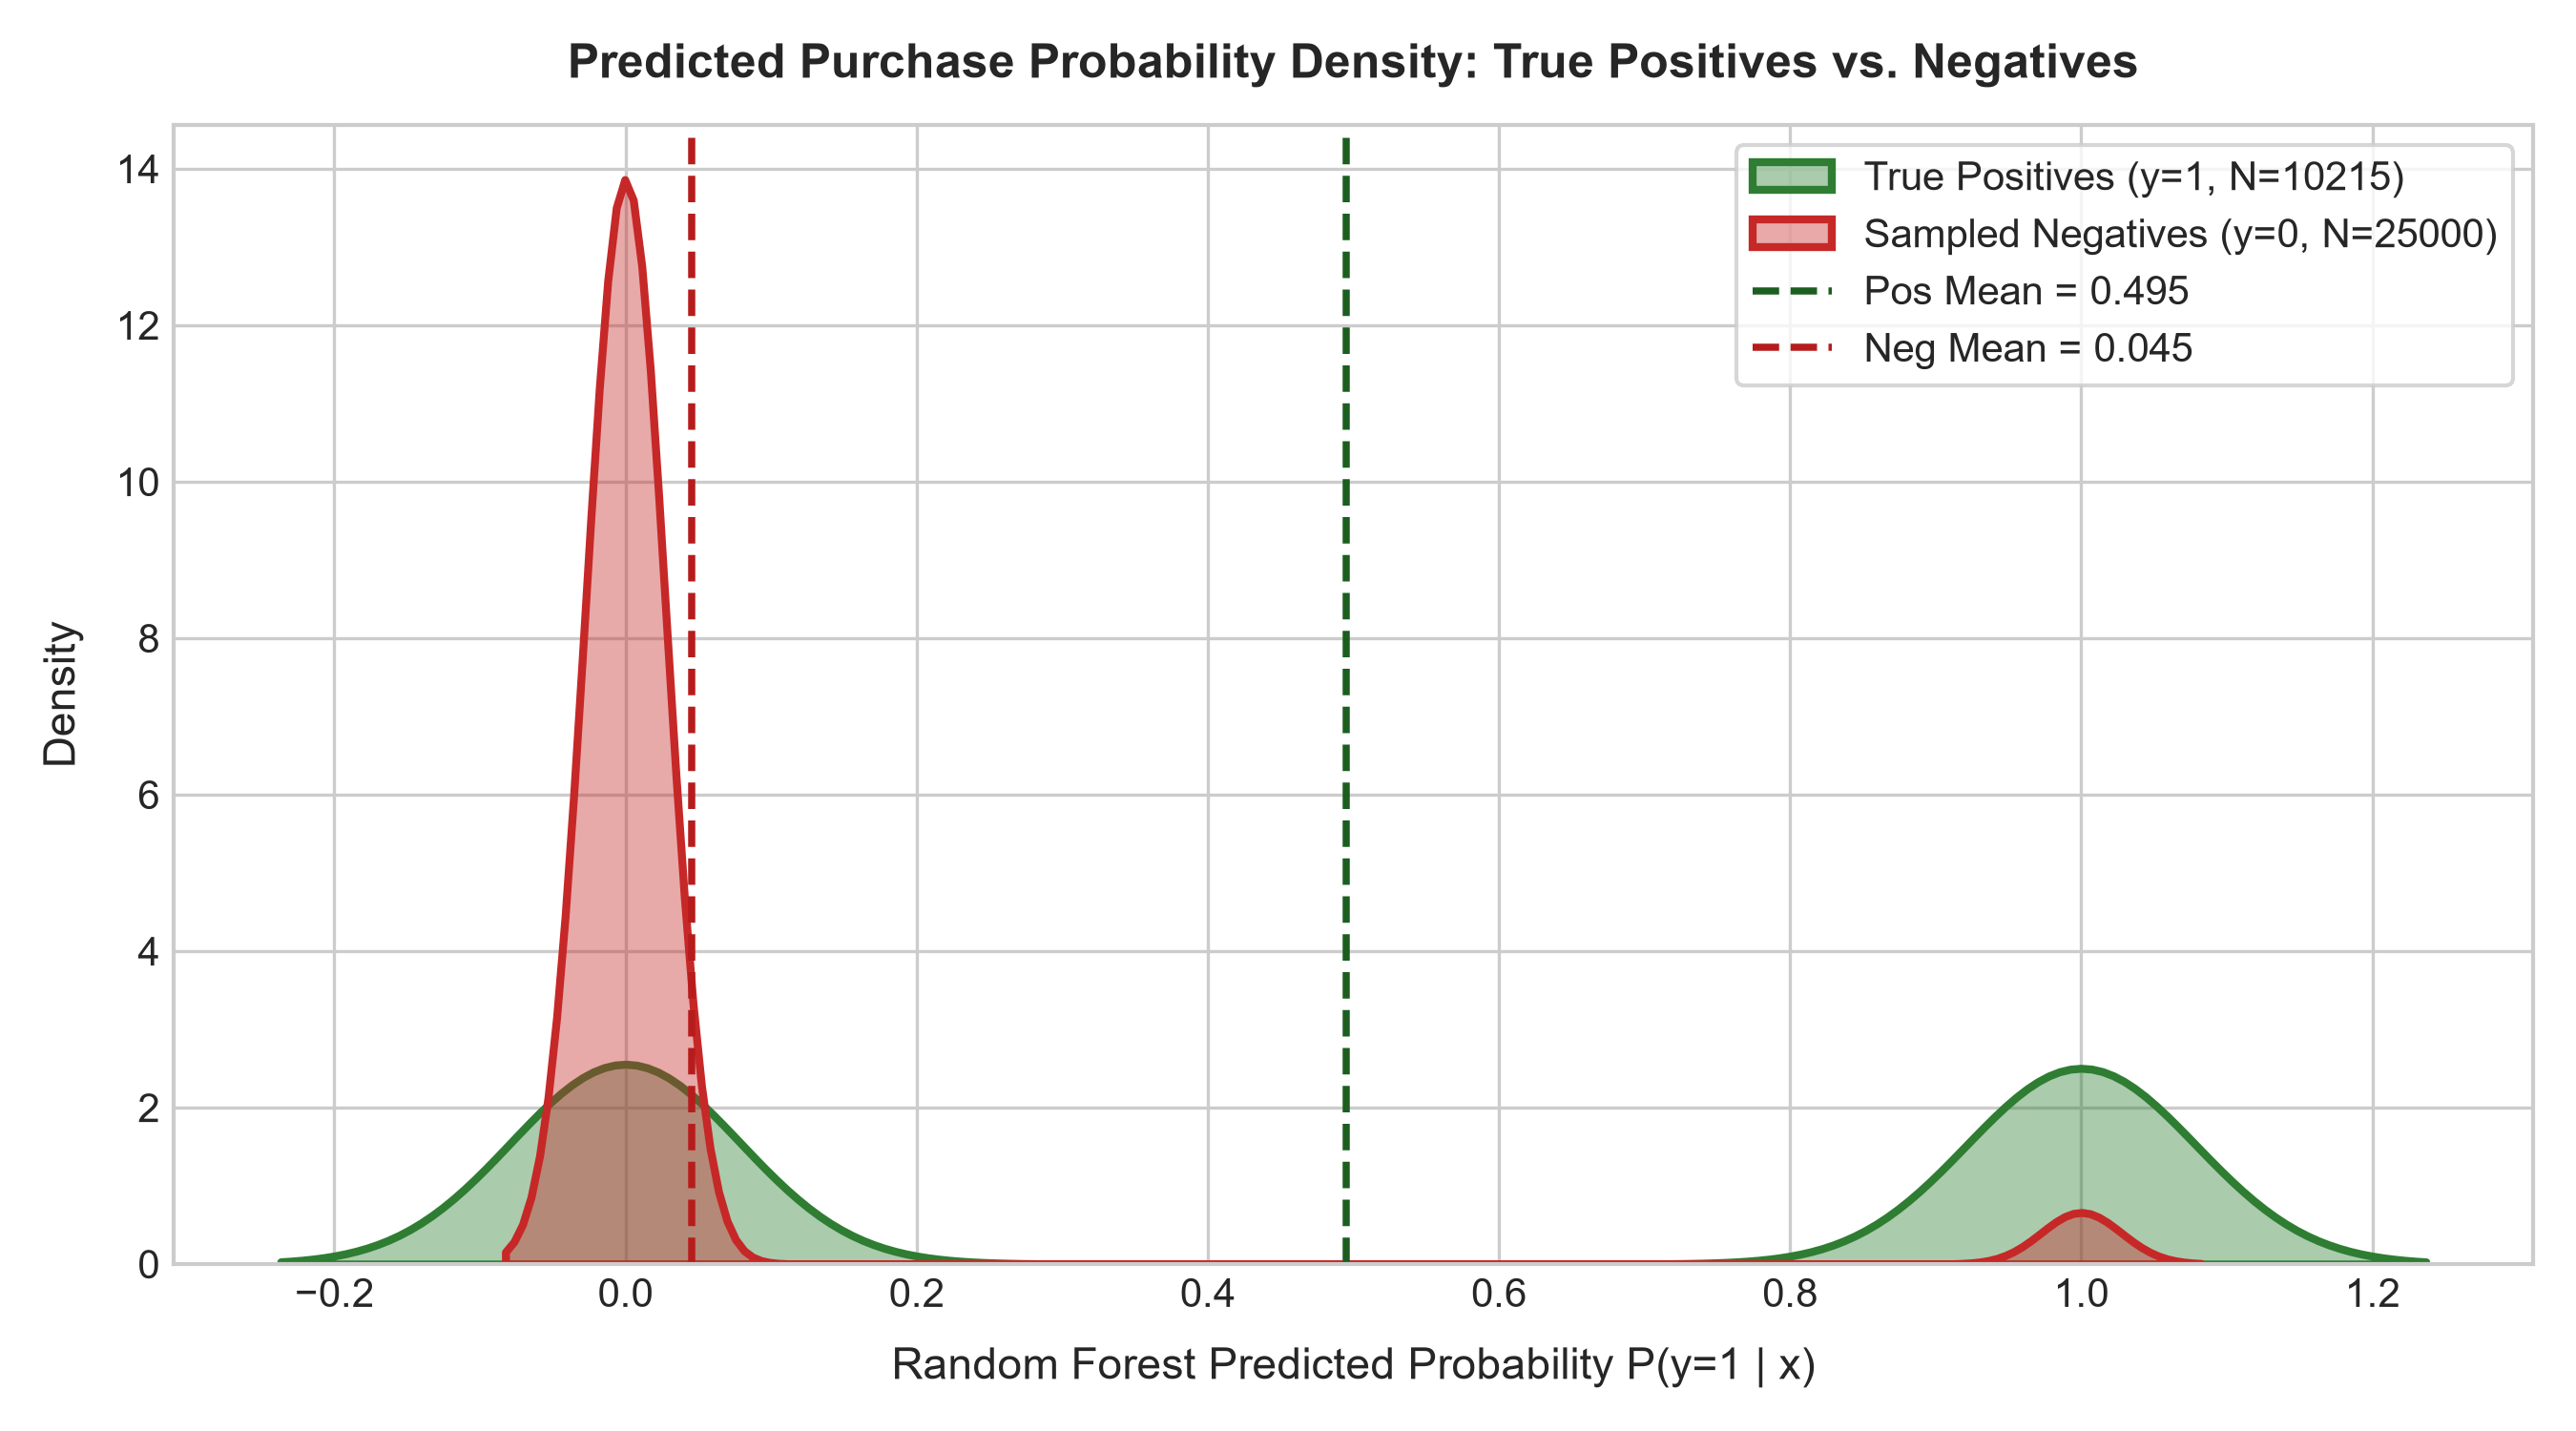 Predicted Purchase Probability Density: True Positives vs. Negatives
True Positives (y=1, N=10215)
Sampled Negatives (y=0, N=25000)
Pos Mean = 0.495
Neg Mean = 0.045
Density
14
12
10
8
6
4
2
0
−0.2 0.0 0.2 0.4 0.6 0.8 1.0 1.2
Random Forest Predicted Probability P(y=1 | x)